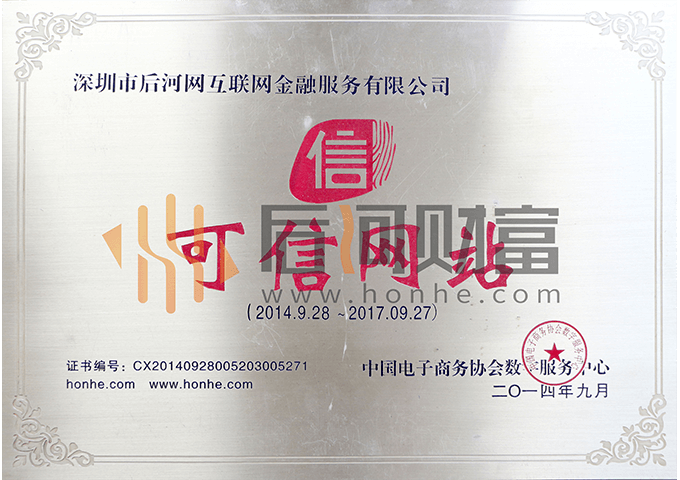 深圳市后河网互联网金融服务有限公司
信
可信网站
后河财富
www.honhe.com
(2014.9.28 ~2017.09.27)
证书编号：CX20140928005203005271
honhe.com www.honhe.com
中国电子商务协会数字服务中心
二〇一四年九月